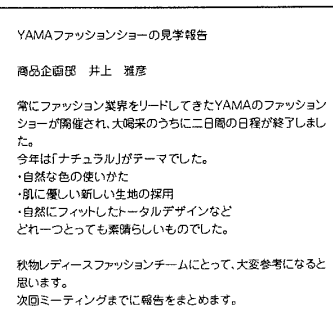 YAMAファッションショーの見学報告
商品企画部 井上 雅彦
常にファッション業界をリードしてきたYAMAのファッション
ショーが開催され、大喝采のうちに二日間の日程が終了しまし
た。
今年は「ナチュラル」がテーマでした。
・自然な色の使いかた
・肌に優しい新しい生地の採用
・自然にフィットしたトータルデザインなど
どれ一つとっても素晴らしいものでした。
秋物レディースファッションチームにとって、大変参考になると
思います。
次回ミーティングまでに報告をまとめます。